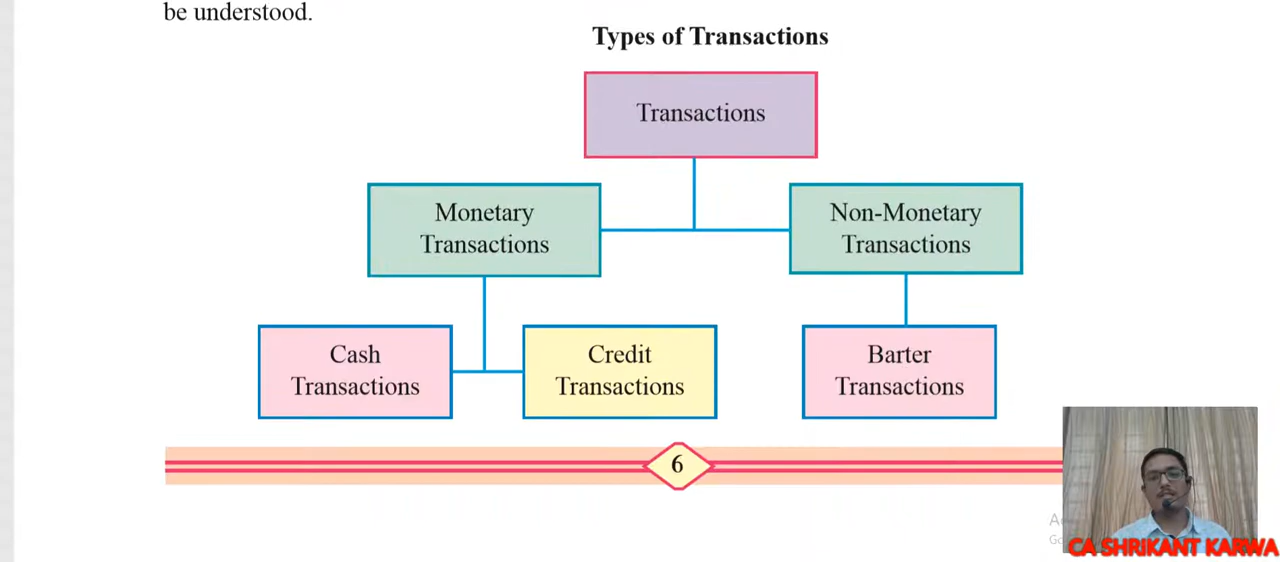 be understood.
Types of Transactions
Transactions
Monetary
Transactions
Non-Monetary
Transactions
Cash
Transactions
Credit
Transactions
Barter
Transactions
6
CA SHRIKANT KARWA